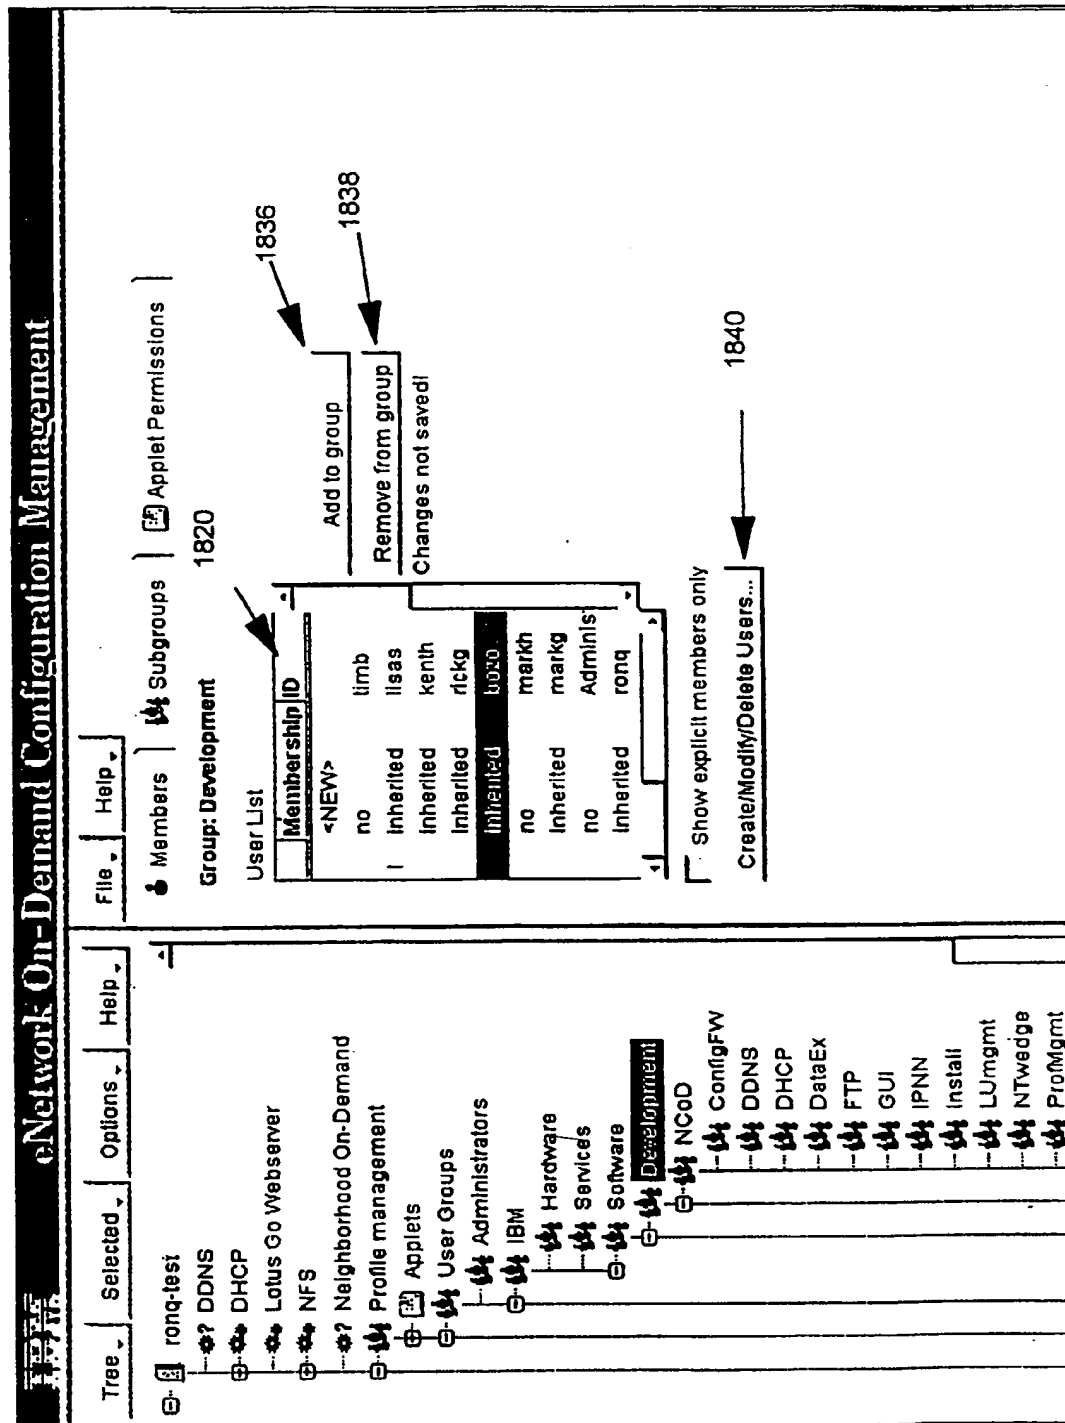 IBM eNetwork On-Demand Configuration Management
Tree Selected Options Help
ronq-test
? DDNS
DHCP
Lotus Go Webserver
NFS
? Neighborhood On-Demand
Profile management
Applets
User Groups
Administrators
IBM
Hardware
Services
Software
Development
NCoD
ConfigFW
DDNS
DHCP
DataEx
FTP
GUI
IPNN
Install
LUmgmt
NTwedge
ProfMgmt
File Help
Members Subgroups Applet Permissions
Group: Development
1820
User List
Membership ID
<NEW>
no timb
Inherited lisas
Inherited kenth
Inherited rickg
Inherited bozo
no markh
Inherited markg
no Adminis
Inherited ronq
Add to group
1836
Remove from group
1838
Changes not saved!
Show explicit members only
Create/Modify/Delete Users...
1840